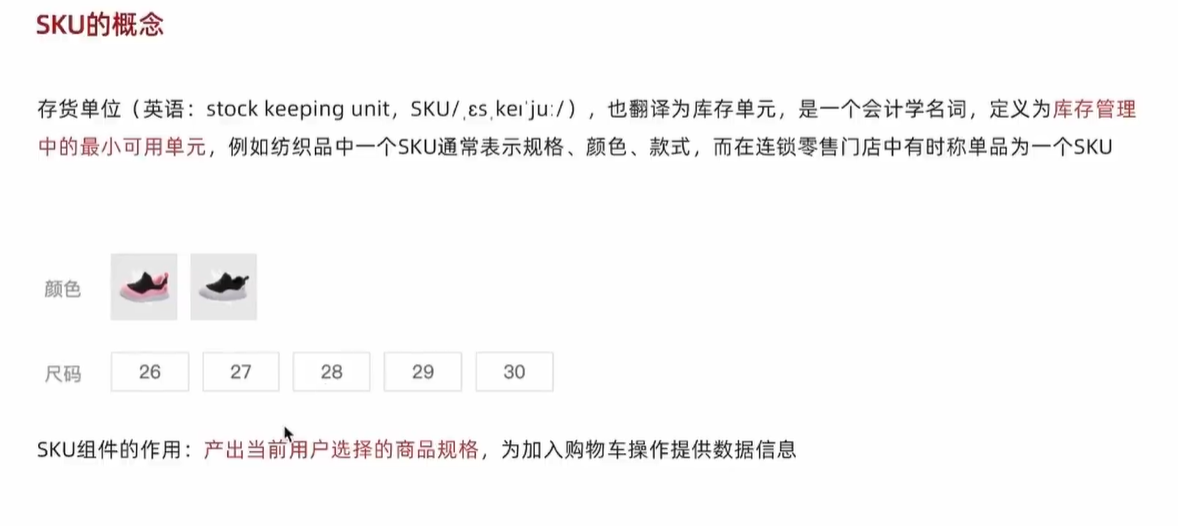 SKU的概念
存货单位（英语：stock keeping unit，SKU/ˌɛsˌkeɪˈjuː/），也翻译为库存单元，是一个会计学名词，定义为库存管理
中的最小可用单元，例如纺织品中一个SKU通常表示规格、颜色、款式，而在连锁零售门店中有时称单品为一个SKU
颜色
尺码 26 27 28 29 30
SKU组件的作用：产出当前用户选择的商品规格，为加入购物车操作提供数据信息